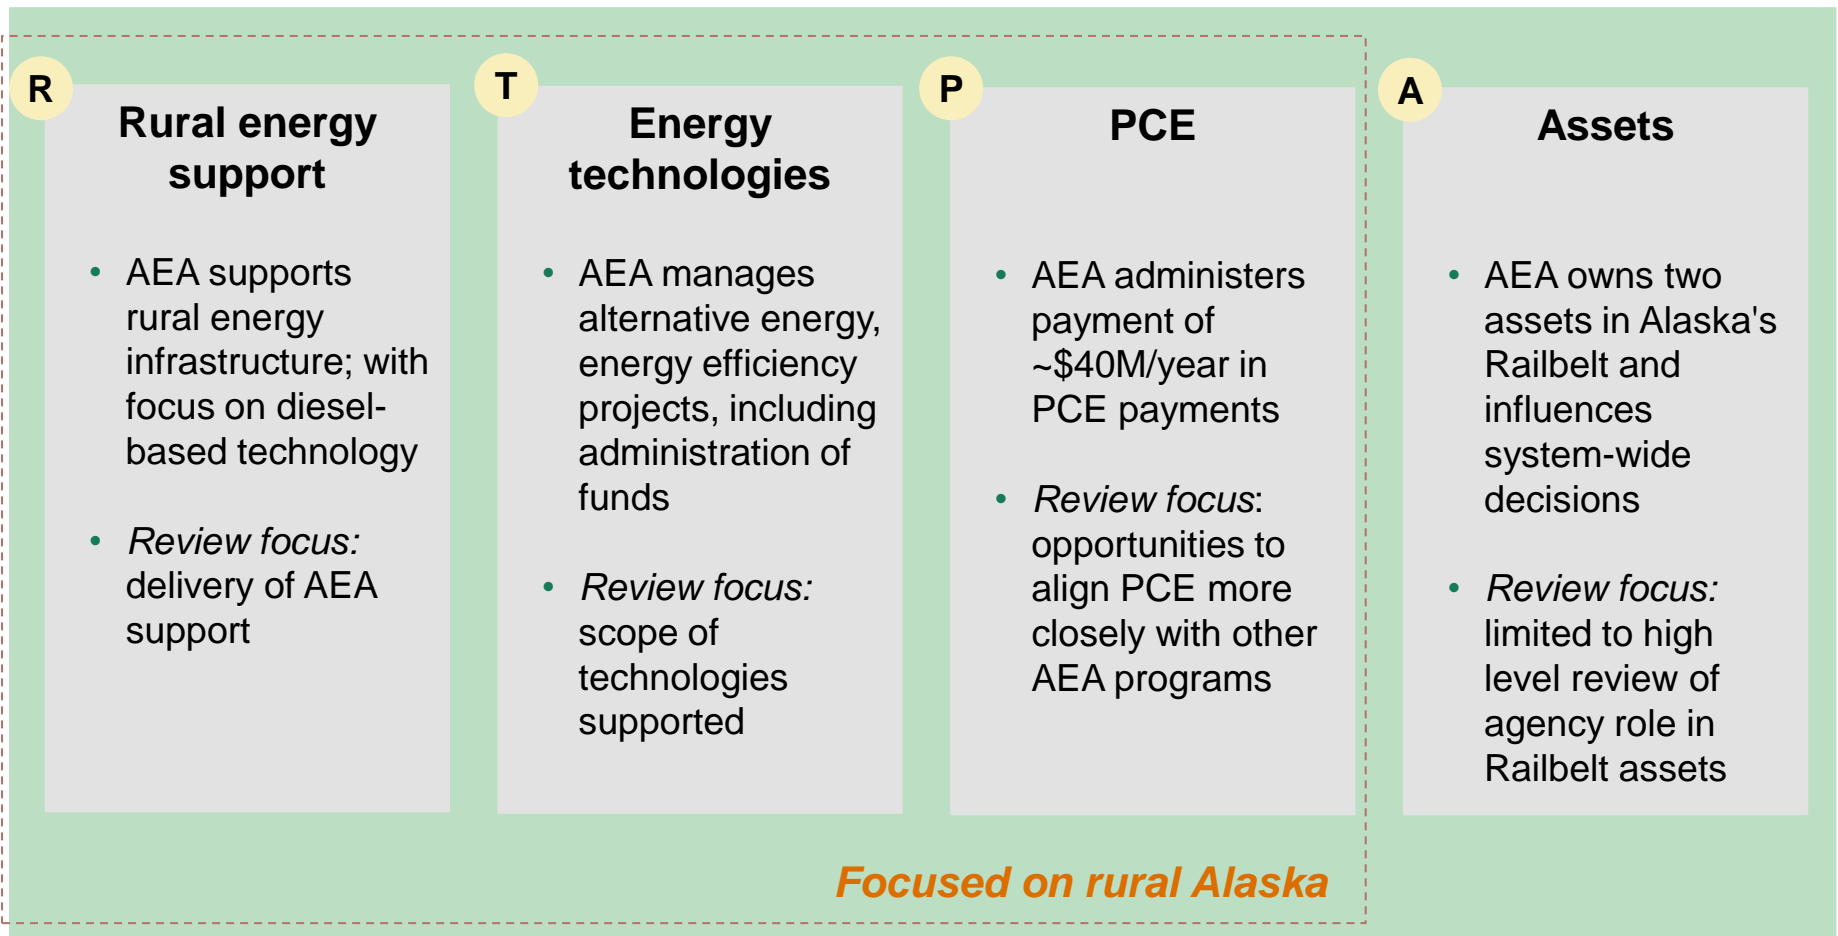 R
Rural energy
support
• AEA supports
rural energy
infrastructure; with
focus on diesel-
based technology
• Review focus:
delivery of AEA
support
T
Energy
technologies
• AEA manages
alternative energy,
energy efficiency
projects, including
administration of
funds
• Review focus:
scope of
technologies
supported
P
PCE
• AEA administers
payment of
~$40M/year in
PCE payments
• Review focus:
opportunities to
align PCE more
closely with other
AEA programs
A
Assets
• AEA owns two
assets in Alaska's
Railbelt and
influences
system-wide
decisions
• Review focus:
limited to high
level review of
agency role in
Railbelt assets
Focused on rural Alaska